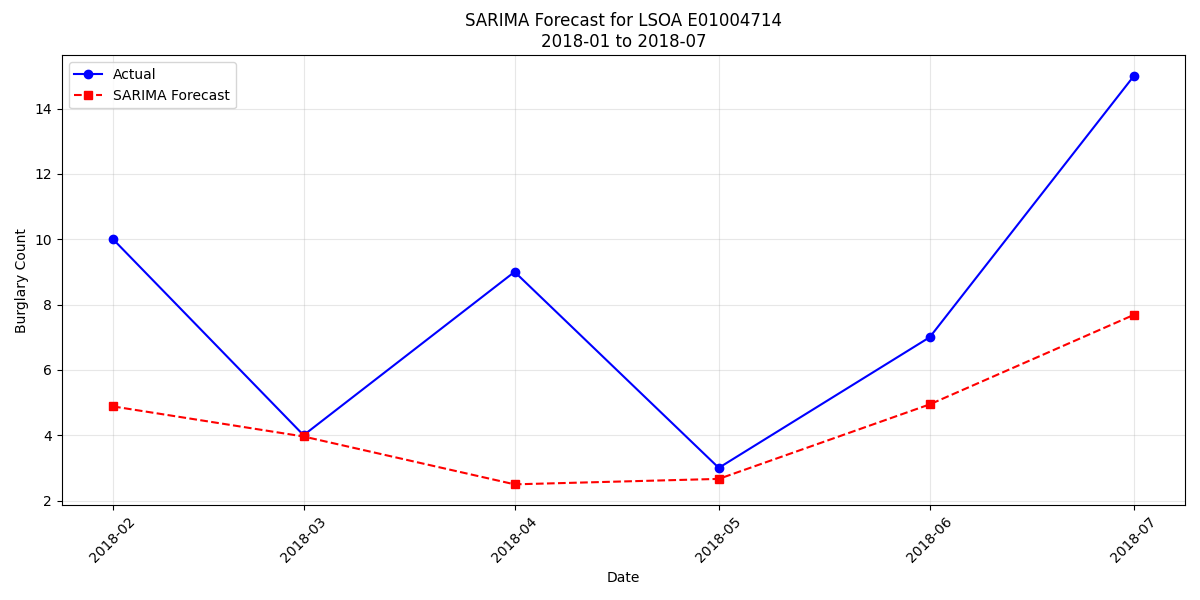 SARIMA Forecast for LSOA E01004714
2018-01 to 2018-07
Actual
SARIMA Forecast
Burglary Count
14
12
10
8
6
4
2
2018-02
2018-03
2018-04
2018-05
2018-06
2018-07
Date